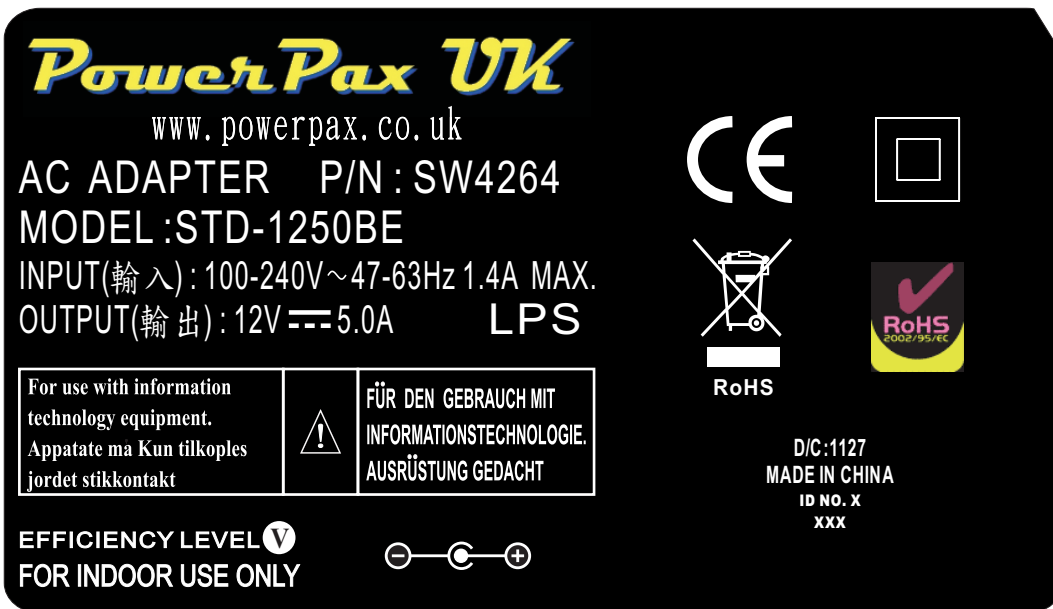 PowerPax UK
www.powerpax.co.uk
AC ADAPTER P/N : SW4264
MODEL :STD-1250BE
INPUT(輸入) : 100-240V～47-63Hz 1.4A MAX.
OUTPUT(輸出) : 12V 5.0A LPS
For use with information
technology equipment.
Appatate ma Kun tilkoples
jordet stikkontakt
FÜR DEN GEBRAUCH MIT
INFORMATIONSTECHNOLOGIE.
AUSRÜSTUNG GEDACHT
EFFICIENCY LEVEL V
FOR INDOOR USE ONLY
CE
RoHS
RoHS
2002/95/EC
D/C:1127
MADE IN CHINA
ID NO. X
XXX